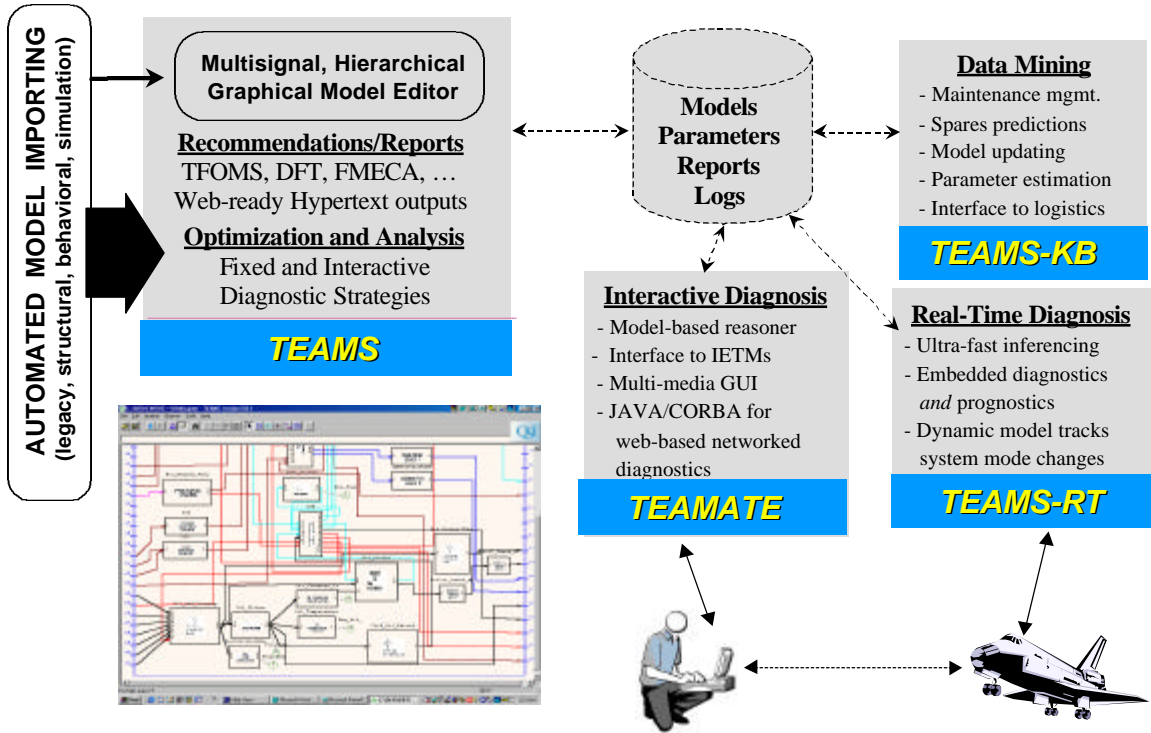 AUTOMATED MODEL IMPORTING
(legacy, structural, behavioral, simulation)
Multisignal, Hierarchical
Graphical Model Editor
Recommendations/Reports
TFOMS, DFT, FMECA, …
Web-ready Hypertext outputs
Optimization and Analysis
Fixed and Interactive
Diagnostic Strategies
TEAMS
Models
Parameters
Reports
Logs
Data Mining
- Maintenance mgmt.
- Spares predictions
- Model updating
- Parameter estimation
- Interface to logistics
TEAMS-KB
Interactive Diagnosis
- Model-based reasoner
- Interface to IETMs
- Multi-media GUI
- JAVA/CORBA for
web-based networked
diagnostics
TEAMATE
Real-Time Diagnosis
- Ultra-fast inferencing
- Embedded diagnostics
and prognostics
- Dynamic model tracks
system mode changes
TEAMS-RT